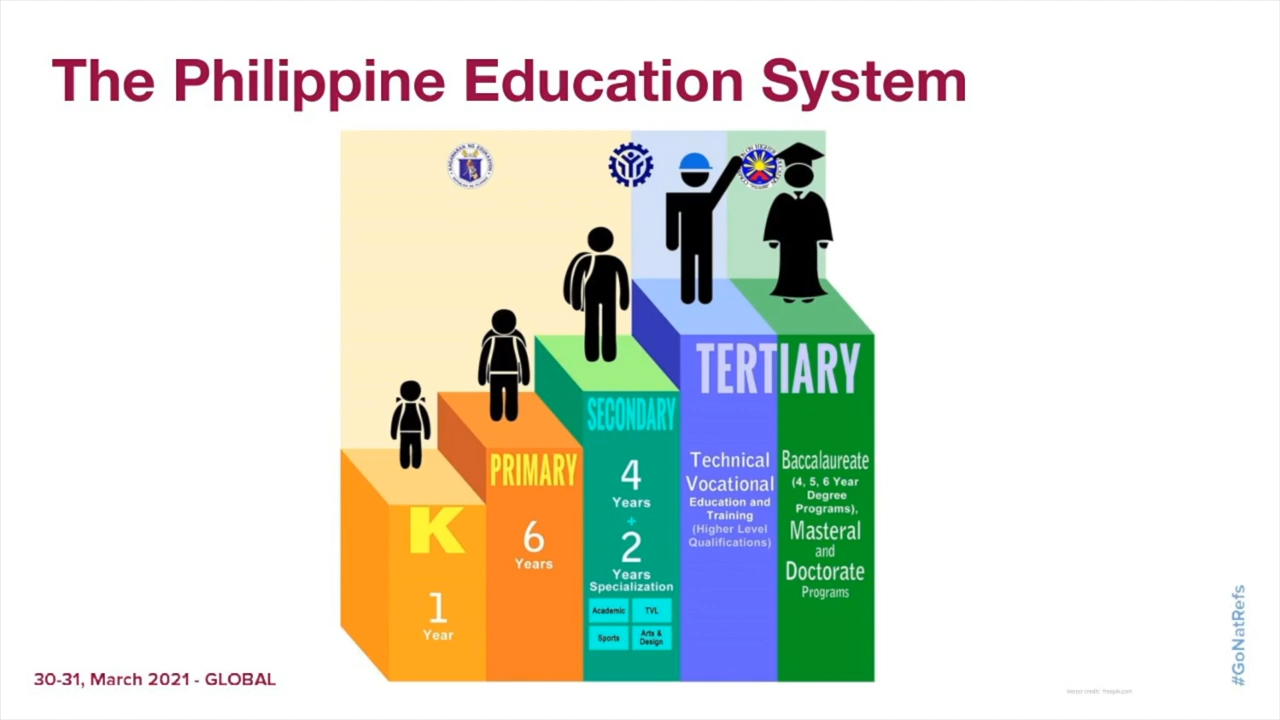 The Philippine Education System
TERTIARY
SECONDARY
PRIMARY
K
1
Year
6
Years
4
Years
+
2
Years
Specialization
Academic
TVL
Sports
Arts &
Design
Technical
Vocational
Education and
Training
(Higher Level
Qualifications)
Baccalaureate
(4, 5, 6 Year
Degree
Programs),
Masteral
and
Doctorate
Programs
30-31, March 2021 - GLOBAL
#GoNatRefs